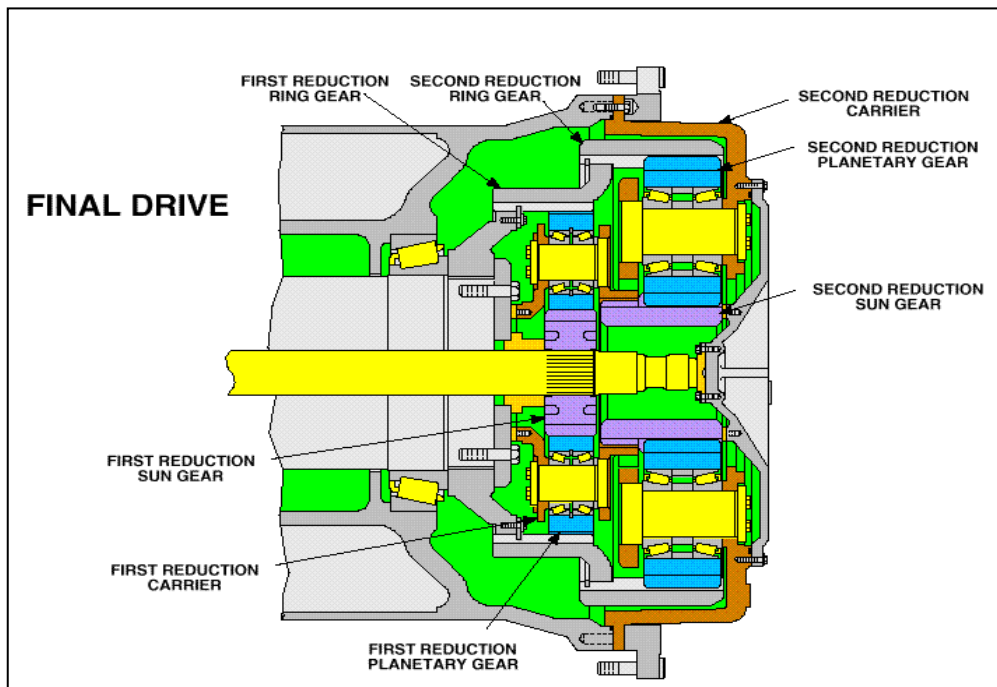 FIRST REDUCTION
RING GEAR
SECOND REDUCTION
RING GEAR
SECOND REDUCTION
CARRIER
SECOND REDUCTION
PLANETARY GEAR
FINAL DRIVE
SECOND REDUCTION
SUN GEAR
FIRST REDUCTION
SUN GEAR
FIRST REDUCTION
CARRIER
FIRST REDUCTION
PLANETARY GEAR